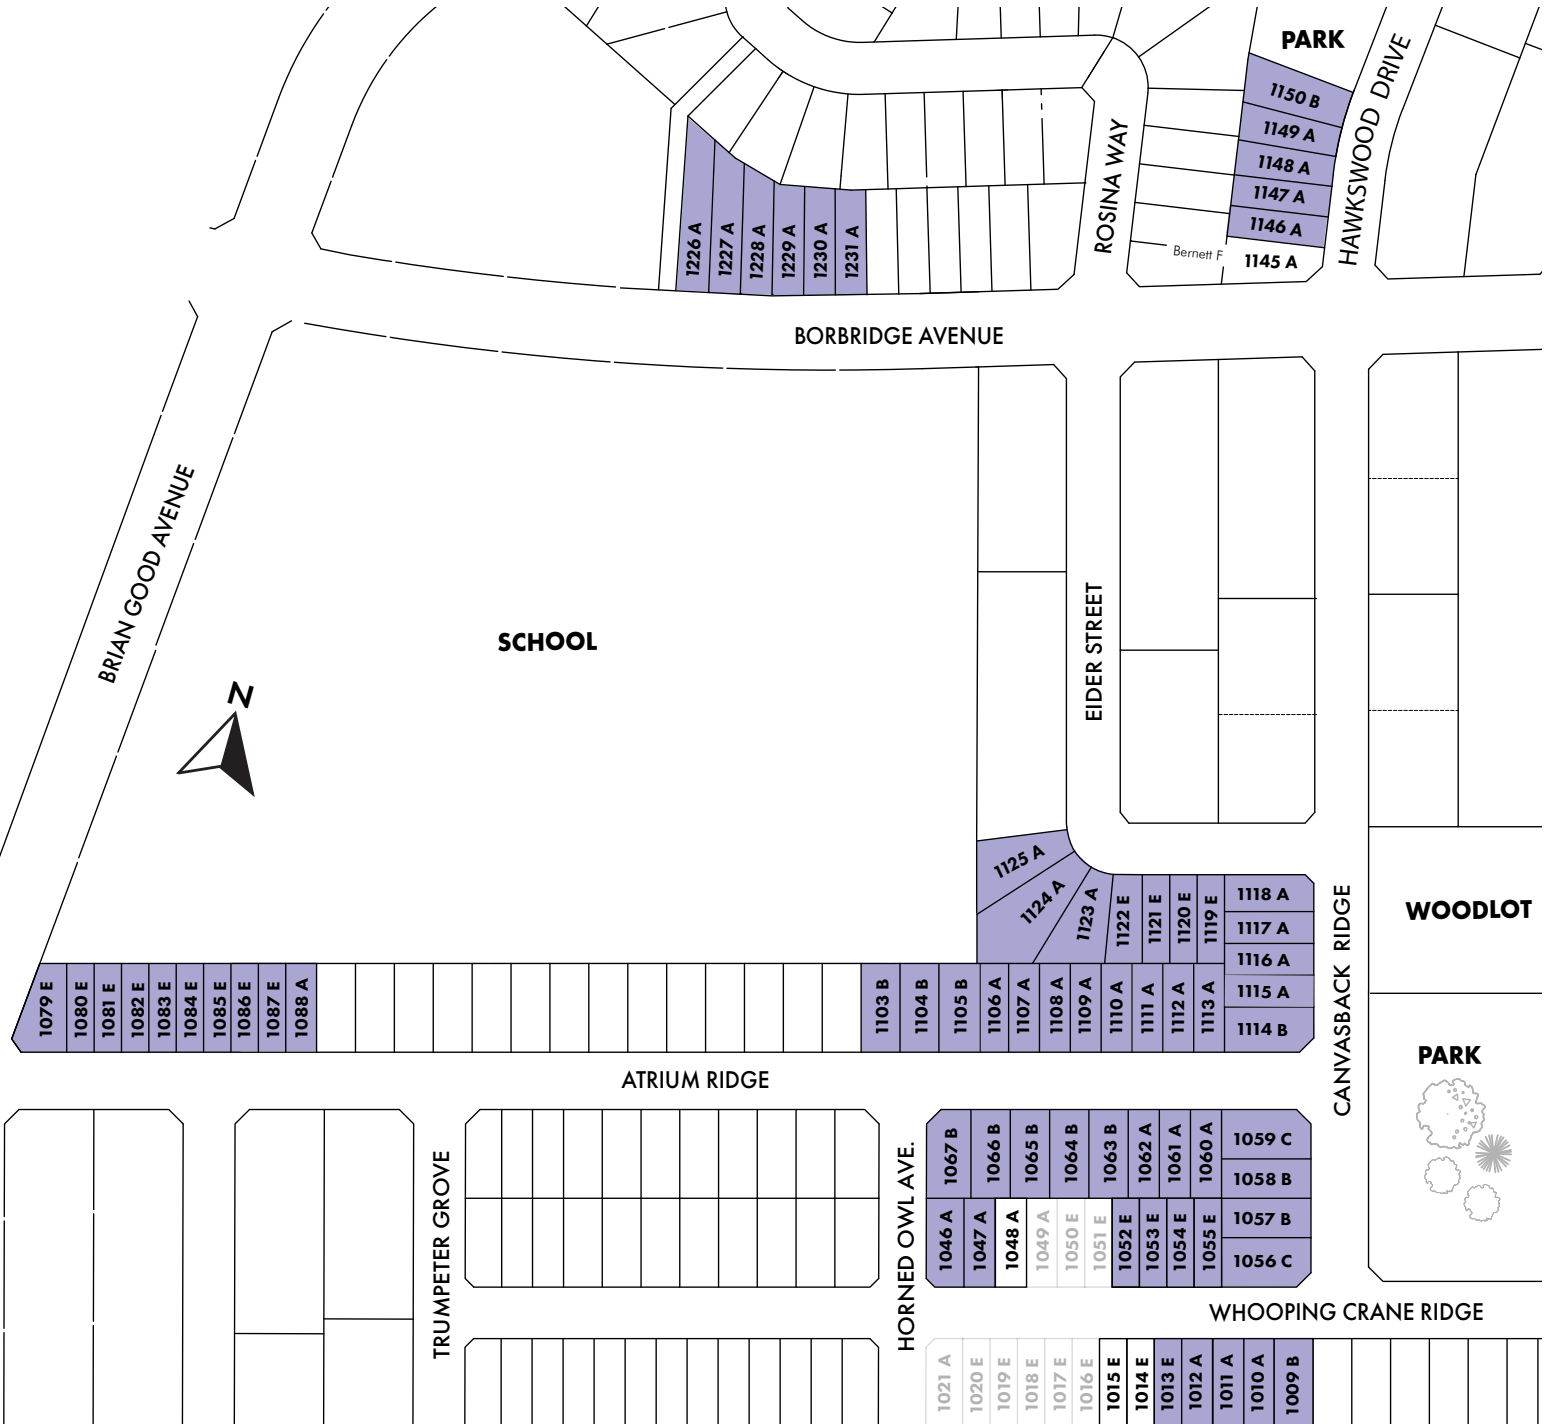 PARK
HAWKSWOOD DRIVE
1150 B
1149 A
1148 A
1147 A
1146 A
1145 A
Bernett F
ROSINA WAY
1226 A
1227 A
1228 A
1229 A
1230 A
1231 A
BORBRIDGE AVENUE
BRIAN GOOD AVENUE
SCHOOL
N
EIDER STREET
1125 A
1124 A
1123 A
1122 E
1121 E
1120 E
1119 E
1118 A
1117 A
1116 A
1115 A
1114 B
CANVASBACK RIDGE
WOODLOT
PARK
1079 E
1080 E
1081 E
1082 E
1083 E
1084 E
1085 E
1086 E
1087 E
1088 A
1103 B
1104 B
1105 B
1106 A
1107 A
1108 A
1109 A
1110 A
1111 A
1112 A
1113 A
ATRIUM RIDGE
TRUMPETER GROVE
HORNED OWL AVE.
1067 B
1066 B
1065 B
1064 B
1063 B
1062 A
1061 A
1060 A
1059 C
1058 B
1057 B
1056 C
1046 A
1047 A
1048 A
1049 A
1050 E
1051 E
1052 E
1053 E
1054 E
1055 E
WHOOPING CRANE RIDGE
1021 A
1020 E
1019 E
1018 E
1017 E
1016 E
1015 E
1014 E
1013 E
1012 A
1011 A
1010 A
1009 B